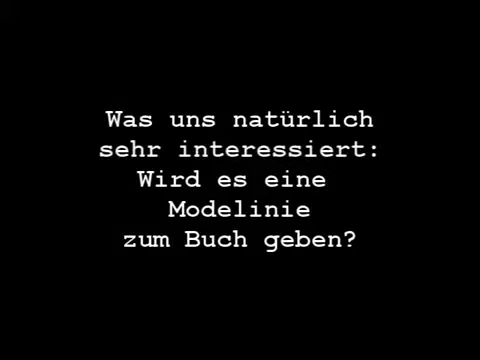 Was uns natürlich
sehr interessiert:
Wird es eine
Modelinie
zum Buch geben?